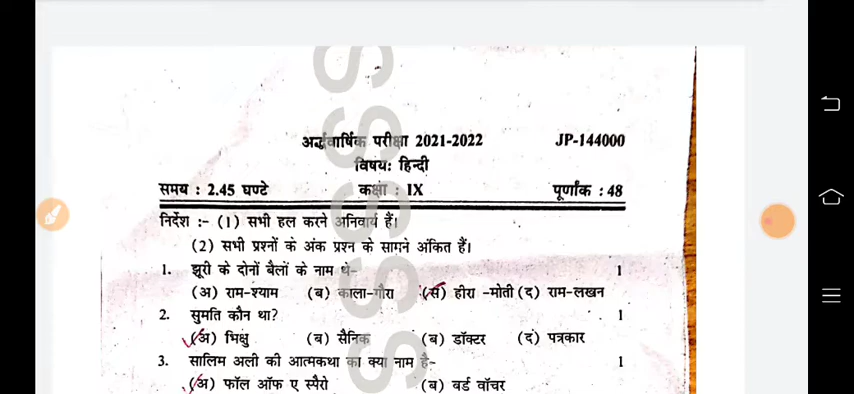 अर्द्धवार्षिक परीक्षा 2021-2022 JP-144000
विषयः हिन्दी
समय : 2.45 घण्टे कक्षा : IX पूर्णांक : 48
निर्देश :- (1) सभी हल करने अनिवार्य हैं।
(2) सभी प्रश्नों के अंक प्रश्न के सामने अंकित हैं।
1. झूरी के दोनों बैलों के नाम थे- 1
(अ) राम-श्याम (ब) काला-गौरा (स) हीरा -मोती (द) राम-लखन
2. सुमति कौन था? 1
(अ) भिक्षु (ब) सैनिक (ब) डॉक्टर (द) पत्रकार
3. सालिम अली की आत्मकथा का क्या नाम है- 1
(अ) फॉल ऑफ ए स्पैरो (ब) बर्ड वॉचर
SSSS